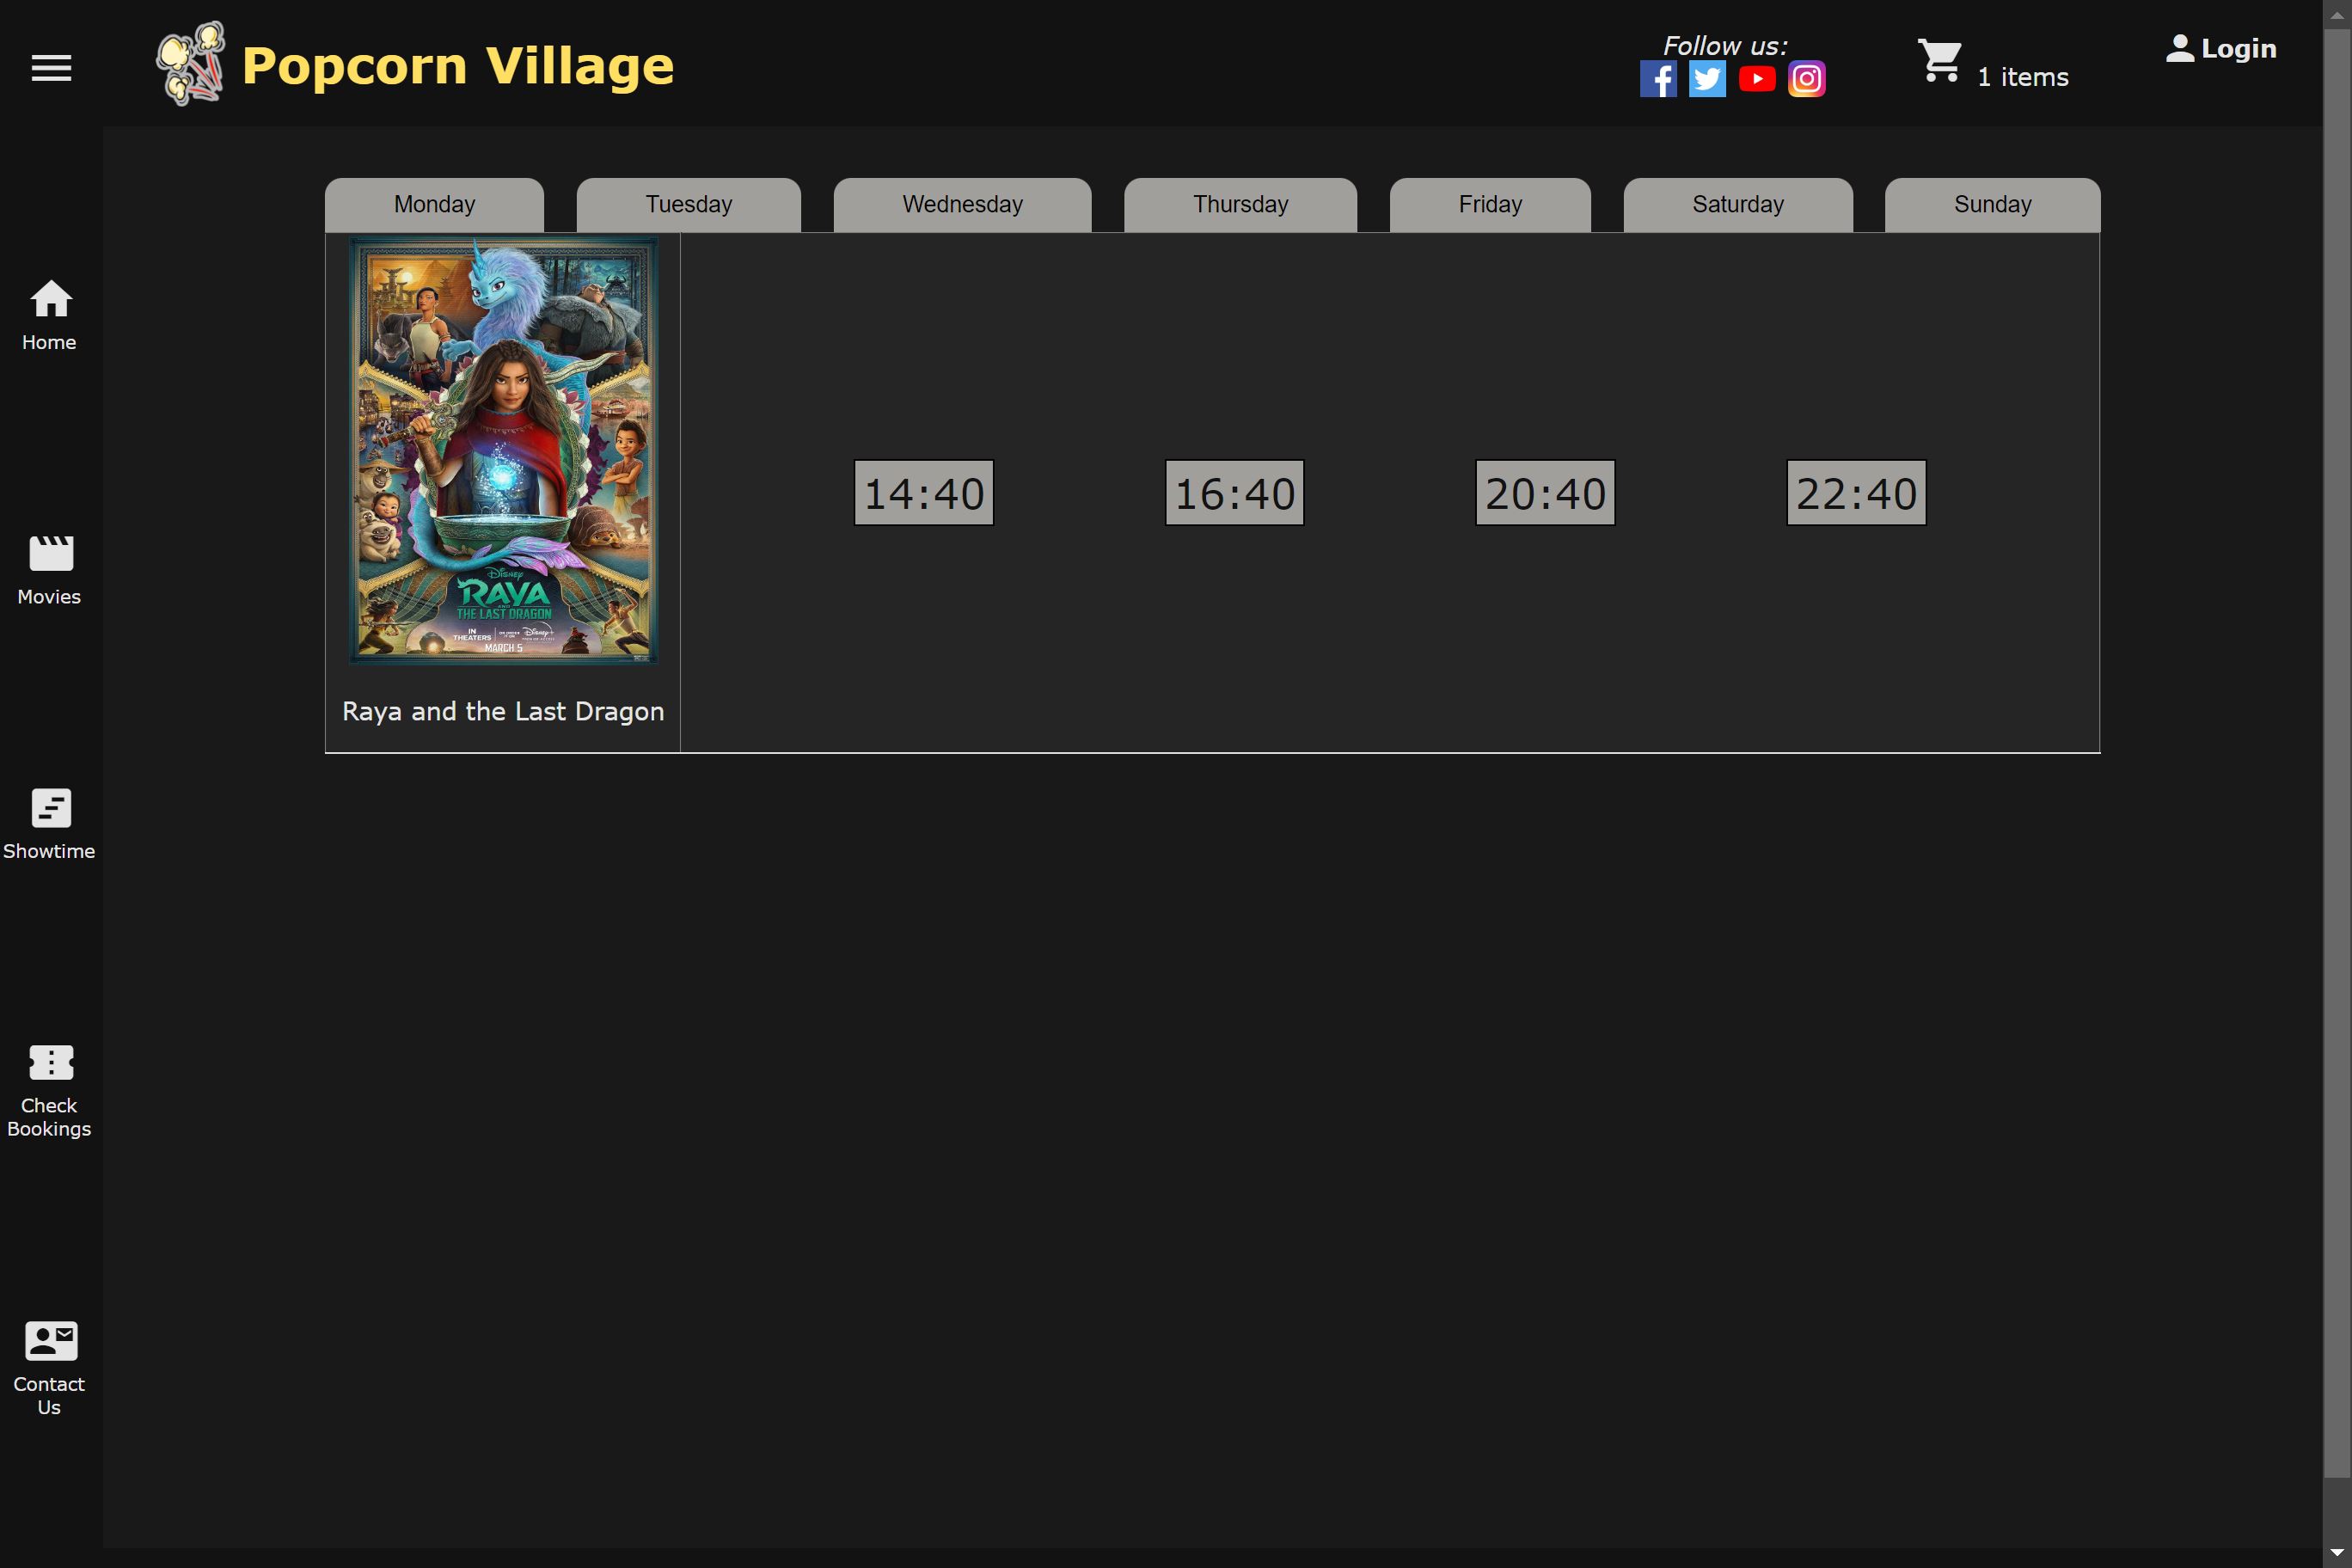 Popcorn Village
Follow us:
1 items
Login
Monday
Tuesday
Wednesday
Thursday
Friday
Saturday
Sunday
Home
Movies
Showtime
Check
Bookings
Contact
Us
DISNEY
RAYA
AND
THE LAST DRAGON
IN
THEATERS
Disney+
MARCH 5
Raya and the Last Dragon
14:40
16:40
20:40
22:40